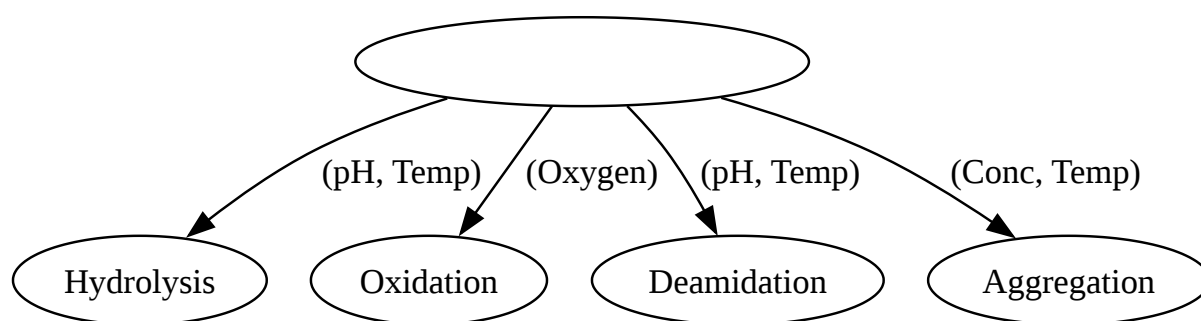 (pH, Temp) (Oxygen) (pH, Temp) (Conc, Temp)
Hydrolysis Oxidation Deamidation Aggregation